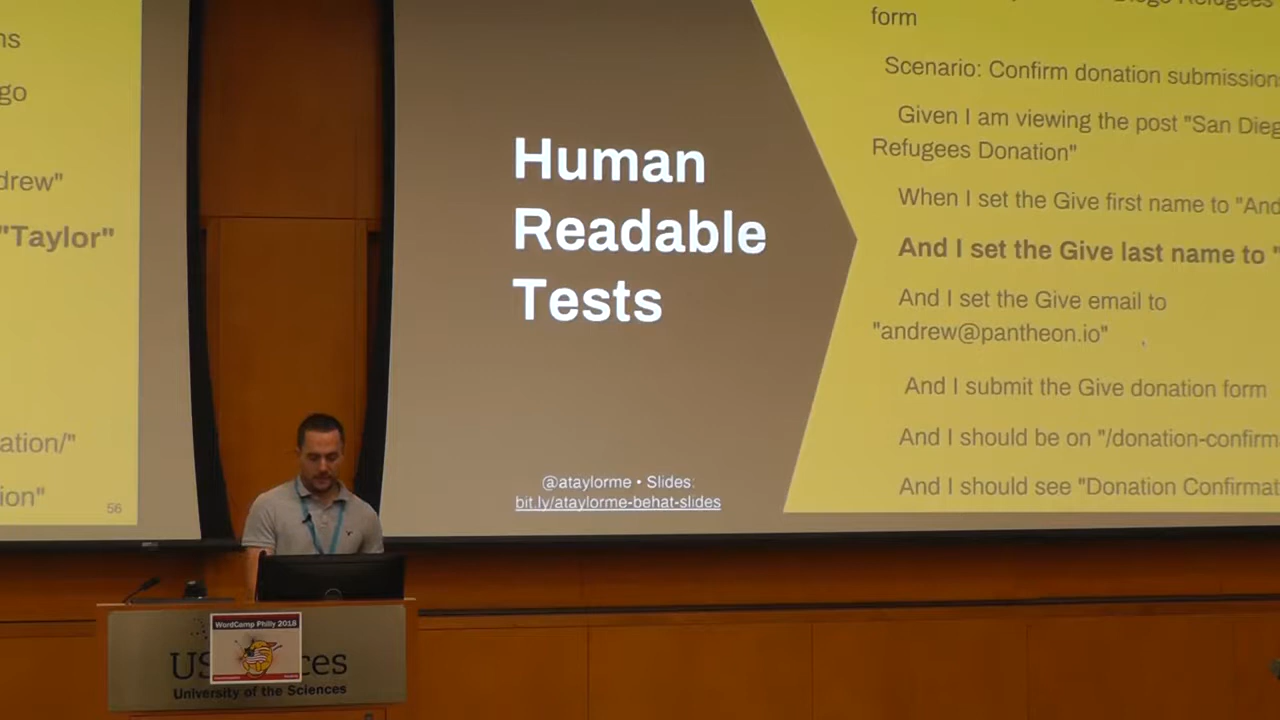 ns
go
drew"
"Taylor"
ation/"
ion"
56
Human
Readable
Tests
@ataylorme • Slides:
bit.ly/ataylorme-behat-slides
Diego Refugees
form
Scenario: Confirm donation submission
Given I am viewing the post "San Dieg
Refugees Donation"
When I set the Give first name to "And
And I set the Give last name to "
And I set the Give email to
"andrew@pantheon.io"
And I submit the Give donation form
And I should be on "/donation-confirm
And I should see "Donation Confirmat
WordCamp Philly 2018
US ces
University of the Sciences